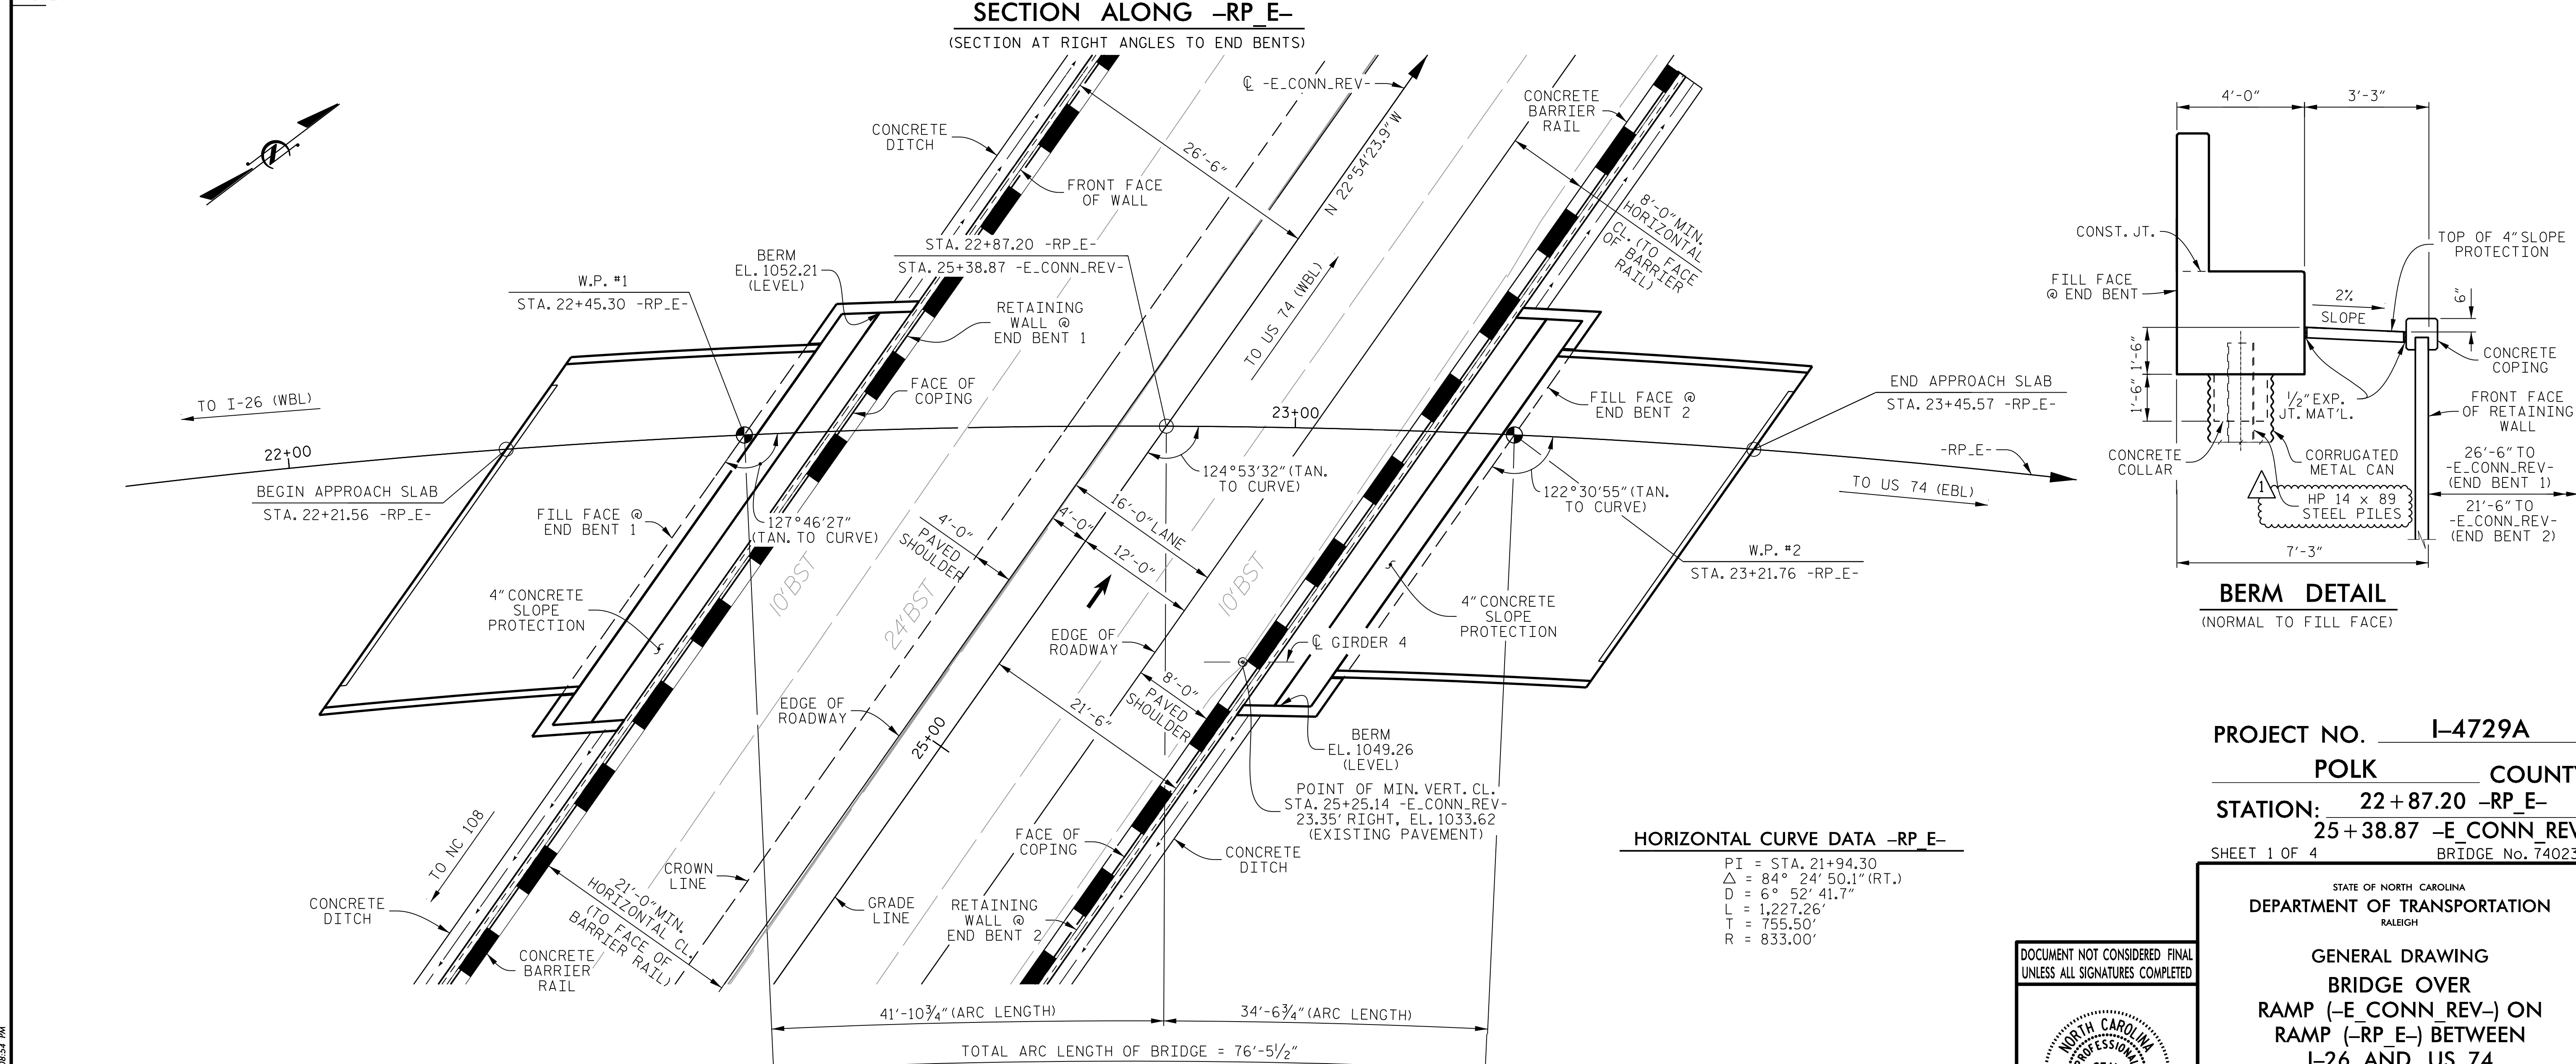 SECTION ALONG –RP_E–
(SECTION AT RIGHT ANGLES TO END BENTS)
℄ -E_CONN_REV-
CONCRETE
DITCH
26'-6"
N 22°54'23.9"W
CONCRETE
BARRIER
RAIL
FRONT FACE
OF WALL
8'-0"MIN.
HORIZONTAL
CL. (TO FACE
OF BARRIER
RAIL)
STA. 22+87.20 -RP_E-
STA. 25+38.87 -E_CONN_REV-
BERM
EL. 1052.21
(LEVEL)
W.P. #1
STA. 22+45.30 -RP_E-
RETAINING
WALL @
END BENT 1
TO US 74 (WBL)
FACE OF
COPING
TO I-26 (WBL)
22+00
23+00
FILL FACE @
END BENT 2
END APPROACH SLAB
STA. 23+45.57 -RP_E-
-RP_E-
TO US 74 (EBL)
BEGIN APPROACH SLAB
STA. 22+21.56 -RP_E-
FILL FACE @
END BENT 1
127°46'27"
(TAN. TO CURVE)
124°53'32"(TAN.
TO CURVE)
122°30'55"(TAN.
TO CURVE)
W.P. #2
STA. 23+21.76 -RP_E-
4'-0"
PAVED
SHOULDER
16'-0"LANE
4'-0"
12'-0"
10'BST
24'BST
10'BST
4"CONCRETE
SLOPE
PROTECTION
EDGE OF
ROADWAY
℄ GIRDER 4
4"CONCRETE
SLOPE
PROTECTION
8'-0"
PAVED
SHOULDER
21'-6"
EDGE OF
ROADWAY
25+00
BERM
EL. 1049.26
(LEVEL)
POINT OF MIN. VERT. CL.
STA. 25+25.14 -E_CONN_REV-
23.35' RIGHT, EL. 1033.62
(EXISTING PAVEMENT)
TO NC 108
FACE OF
COPING
CONCRETE
DITCH
CROWN
LINE
21'-0"MIN.
HORIZONTAL CL.
(TO FACE OF
BARRIER RAIL)
GRADE
LINE
RETAINING
WALL @
END BENT 2
CONCRETE
DITCH
CONCRETE
BARRIER
RAIL
41'-10¾"(ARC LENGTH)
34'-6¾"(ARC LENGTH)
TOTAL ARC LENGTH OF BRIDGE = 76'-5½"
HORIZONTAL CURVE DATA –RP_E–
PI = STA. 21+94.30
△ = 84° 24' 50.1"(RT.)
D = 6° 52' 41.7"
L = 1,227.26'
T = 755.50'
R = 833.00'
4'-0"
3'-3"
CONST. JT.
TOP OF 4"SLOPE
PROTECTION
FILL FACE
@ END BENT
2%
SLOPE
6"
1'-6"
1'-6"
CONCRETE
COPING
½"EXP.
JT. MAT'L.
FRONT FACE
OF RETAINING
WALL
CONCRETE
COLLAR
CORRUGATED
METAL CAN
26'-6"TO
-E_CONN_REV-
(END BENT 1)
1
HP 14 x 89
STEEL PILES
21'-6"TO
-E_CONN_REV-
(END BENT 2)
7'-3"
BERM DETAIL
(NORMAL TO FILL FACE)
PROJECT NO. I–4729A
POLK COUNTY
STATION: 22+87.20 –RP_E–
25+38.87 –E_CONN_REV
SHEET 1 OF 4 BRIDGE No. 74023
STATE OF NORTH CAROLINA
DEPARTMENT OF TRANSPORTATION
RALEIGH
GENERAL DRAWING
BRIDGE OVER
RAMP (–E_CONN_REV–) ON
RAMP (–RP_E–) BETWEEN
I–26 AND US 74
DOCUMENT NOT CONSIDERED FINAL
UNLESS ALL SIGNATURES COMPLETED
NORTH CAROLINA
PROFESSIONAL